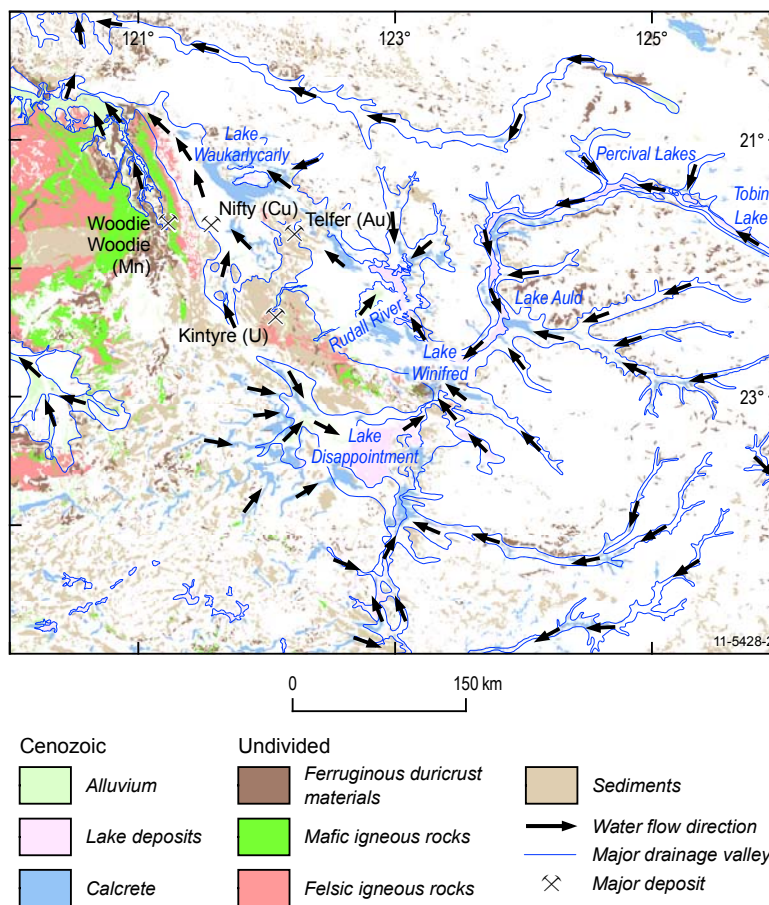 121°
123°
125°
21°
23°
Lake
Waukarlycarly
Percival Lakes
Tobin
Lake
Nifty (Cu)
Telfer (Au)
Woodie
Woodie
(Mn)
Lake Auld
Rudall River
Kintyre (U)
Lake
Winifred
Lake
Disappointment
11-5428-2
0
150 km
Cenozoic
Alluvium
Lake deposits
Calcrete
Undivided
Ferruginous duricrust
materials
Mafic igneous rocks
Felsic igneous rocks
Sediments
Water flow direction
Major drainage valley
Major deposit